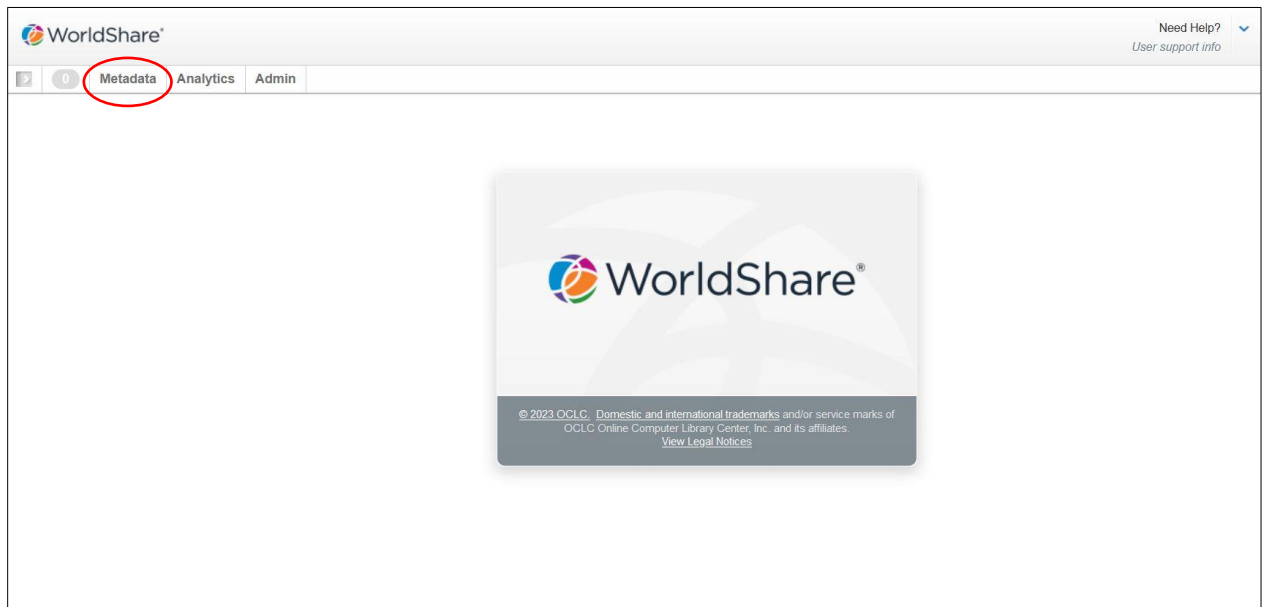 WorldShare®
Need Help?
User support info
0 Metadata Analytics Admin
WorldShare®
© 2023 OCLC. Domestic and international trademarks and/or service marks of
OCLC Online Computer Library Center, Inc. and its affiliates.
View Legal Notices